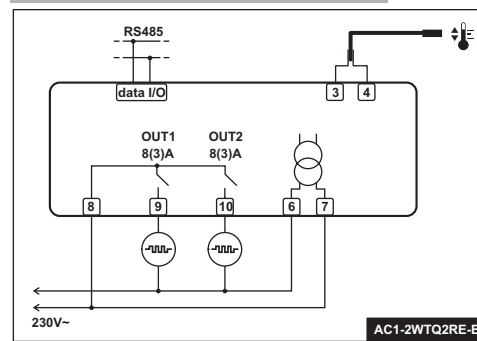 RS485
data I/O
3 4
OUT1 OUT2
8(3)A 8(3)A
8 9 10 6 7
230V~
AC1-2WTQ2RE-E